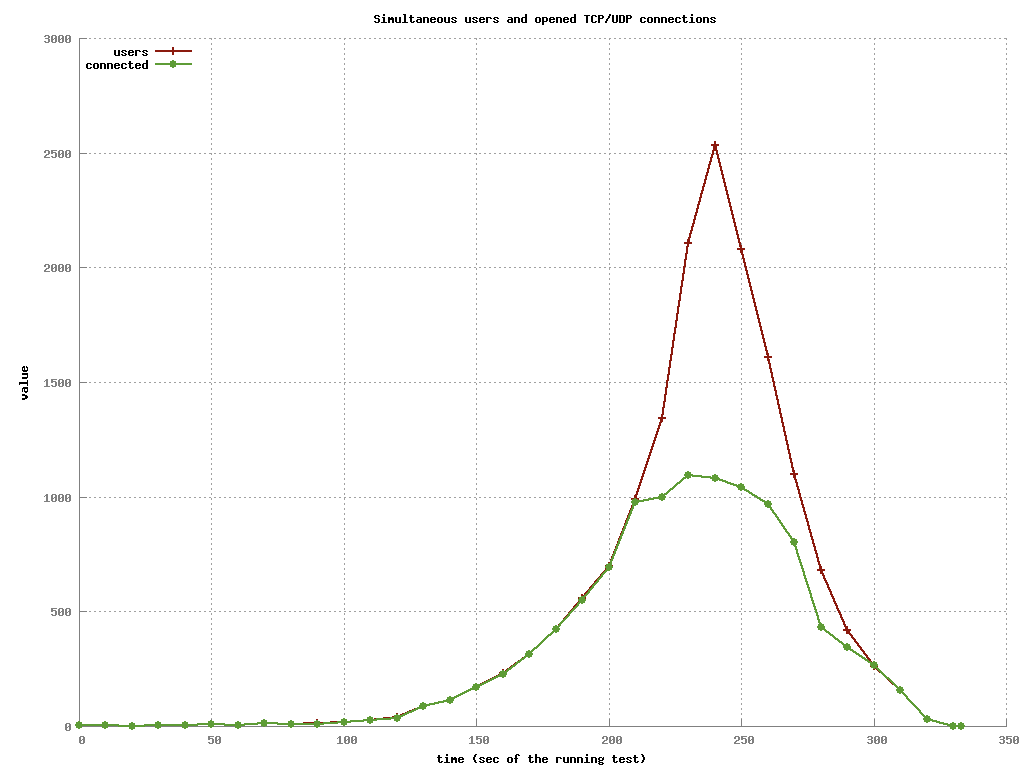 Simultaneous users and opened TCP/UDP connections
3000
users
connected
2500
2000
1500
value
1000
500
0
0 50 100 150 200 250 300 350
time (sec of the running test)